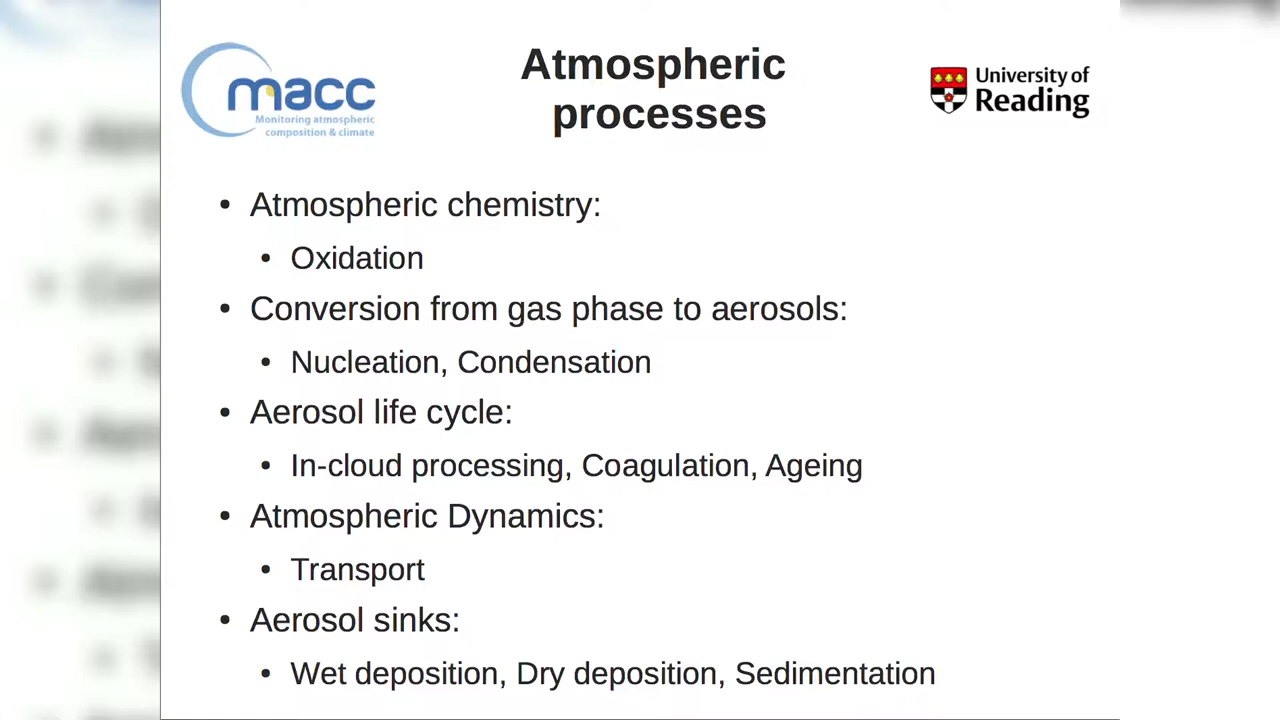 macc
Monitoring atmospheric
composition & climate
Atmospheric
processes
University of
Reading
• Atmospheric chemistry:
• Oxidation
• Conversion from gas phase to aerosols:
• Nucleation, Condensation
• Aerosol life cycle:
• In-cloud processing, Coagulation, Ageing
• Atmospheric Dynamics:
• Transport
• Aerosol sinks:
• Wet deposition, Dry deposition, Sedimentation